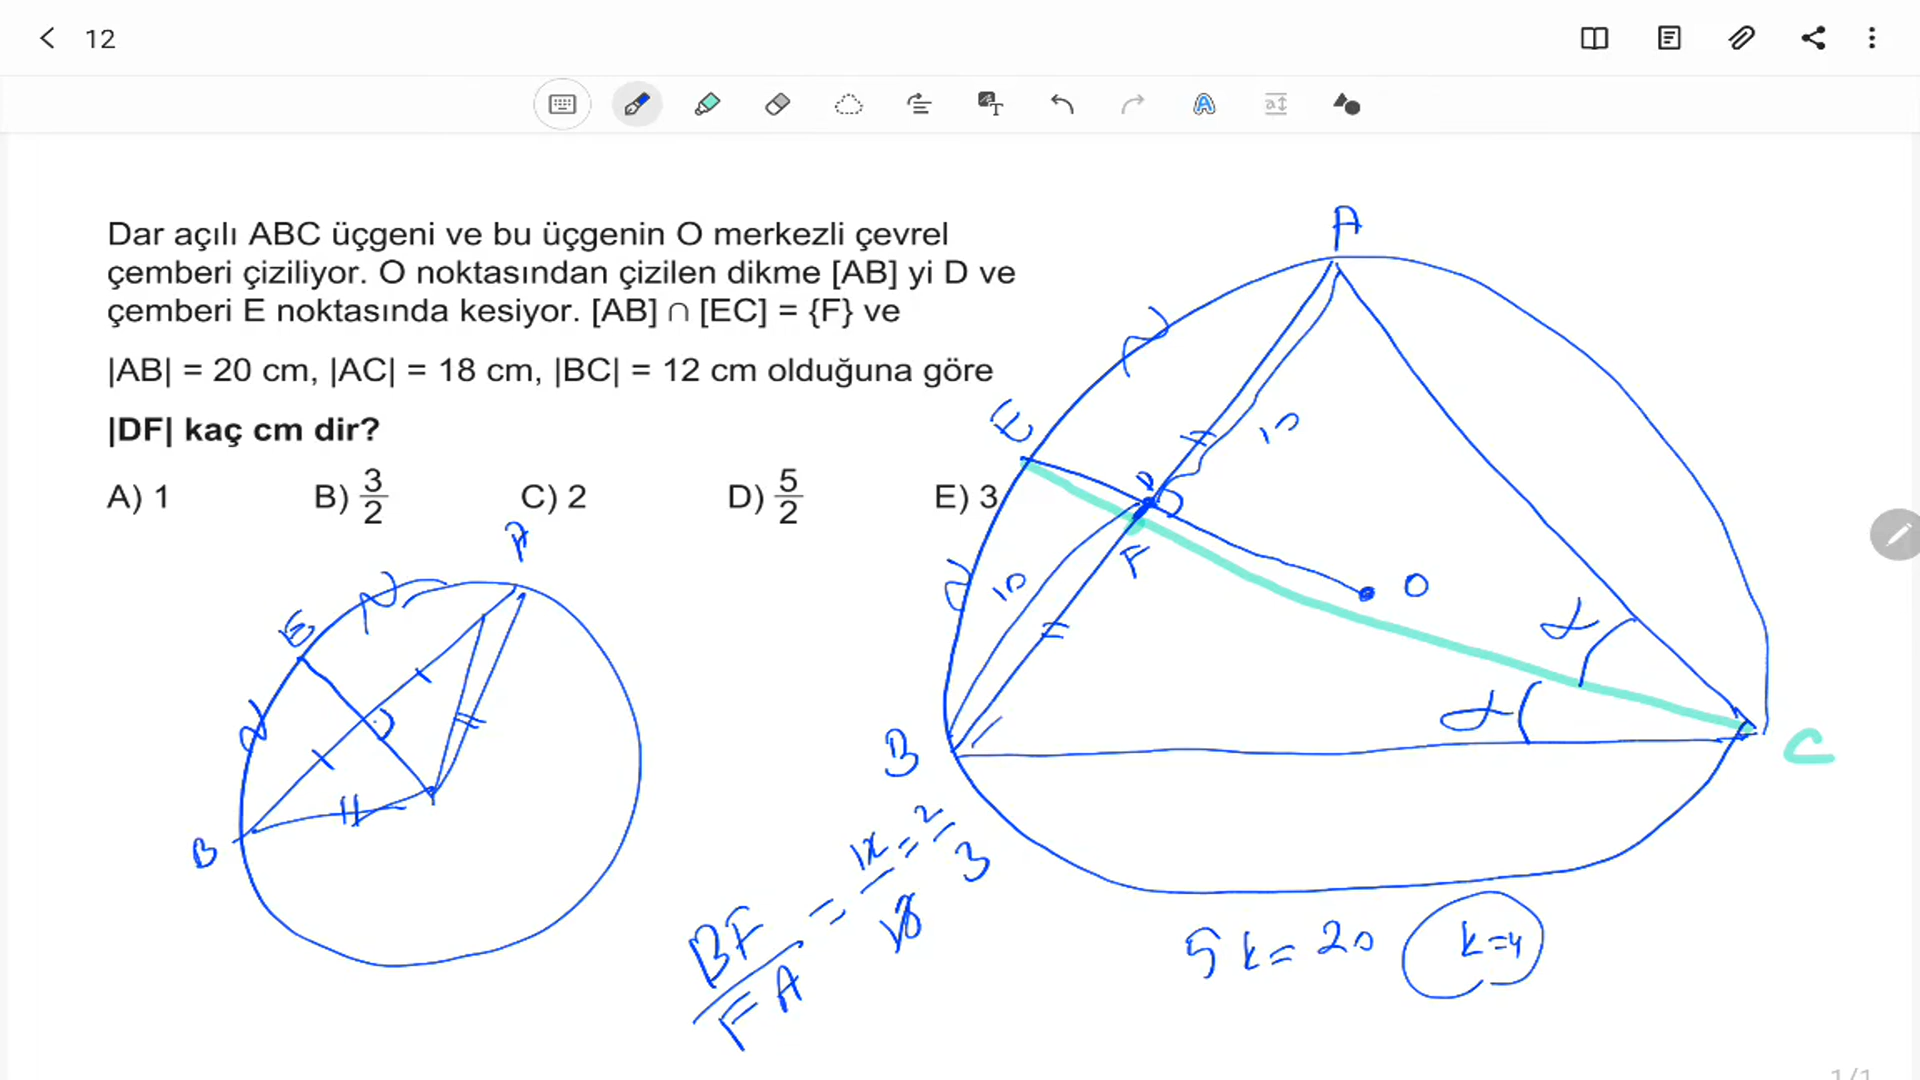 12
Dar açılı ABC üçgeni ve bu üçgenin O merkezli çevrel
çemberi çiziliyor. O noktasından çizilen dikme [AB] yi D ve
çemberi E noktasında kesiyor. [AB] ∩ [EC] = {F} ve
|AB| = 20 cm, |AC| = 18 cm, |BC| = 12 cm olduğuna göre
|DF| kaç cm dir?
A) 1 B) 3/2 C) 2 D) 5/2 E) 3
A
E
10
D
F
O
10
α
α
B
C
A
E
B
BF/FA = 12/18 = 2/3
5k = 20 k=4
1/1